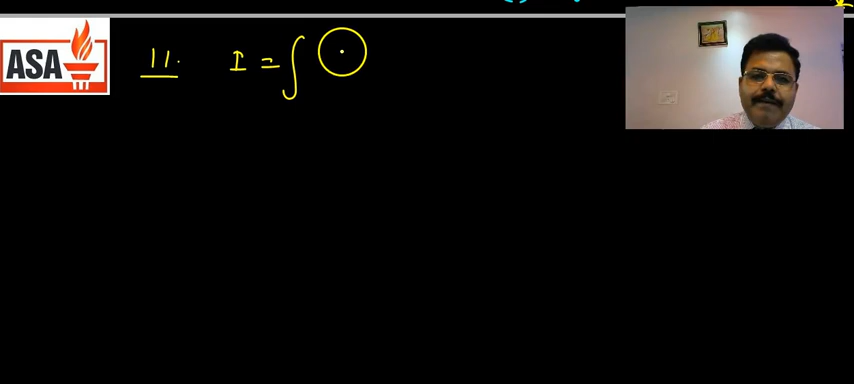 ASA
11. I = ∫